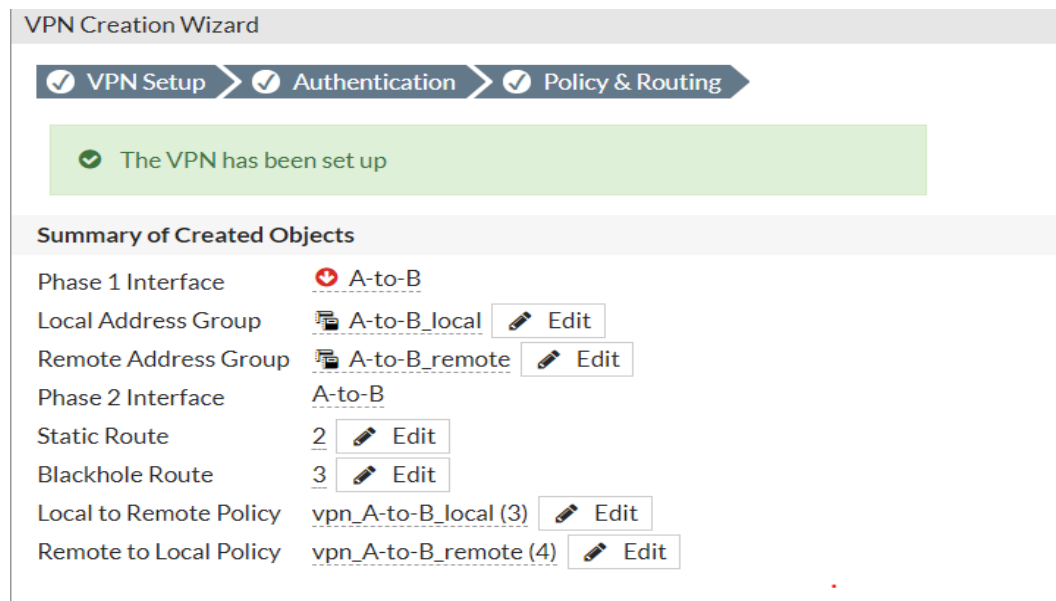 VPN Creation Wizard
VPN Setup Authentication Policy & Routing
The VPN has been set up
Summary of Created Objects
Phase 1 Interface A-to-B
Local Address Group A-to-B_local Edit
Remote Address Group A-to-B_remote Edit
Phase 2 Interface A-to-B
Static Route 2 Edit
Blackhole Route 3 Edit
Local to Remote Policy vpn_A-to-B_local (3) Edit
Remote to Local Policy vpn_A-to-B_remote (4) Edit